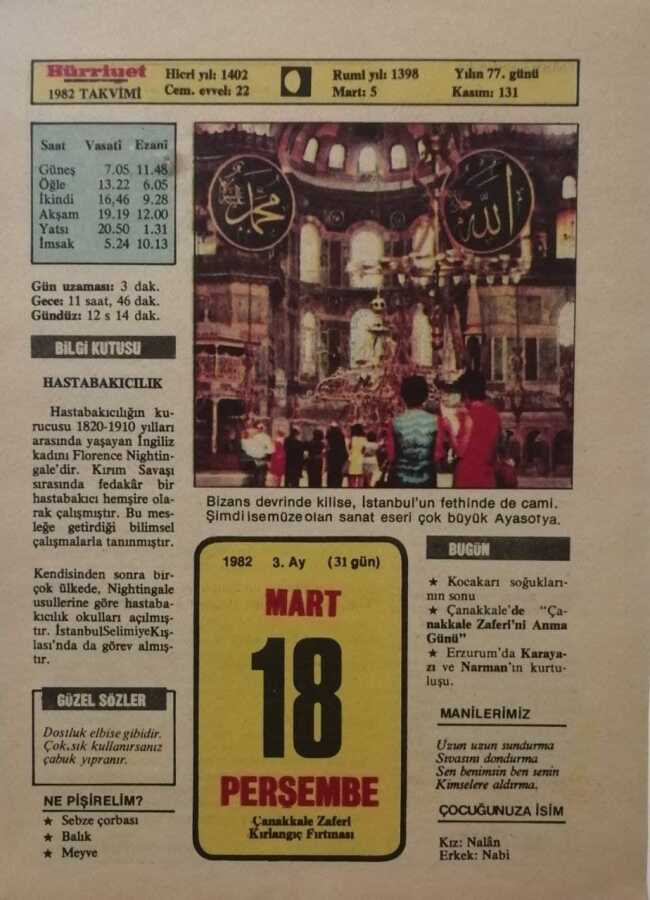 Hürriyet
1982 TAKVİMİ
Hicri yıl: 1402
Cem. evvel: 22
Rumi yıl: 1398
Mart: 5
Yılın 77. günü
Kasım: 131
Saat Vasati Ezani
Güneş 7.05 11.48
Öğle 13.22 6.05
İkindi 16,46 9.28
Akşam 19.19 12.00
Yatsı 20.50 1.31
İmsak 5.24 10.13
Gün uzaması: 3 dak.
Gece: 11 saat, 46 dak.
Gündüz: 12 s 14 dak.
BİLGİ KUTUSU
HASTABAKICILIK
Hastabakıcılığın ku-
rucusu 1820-1910 yılları
arasında yaşayan İngiliz
kadını Florence Nightin-
gale'dir. Kırım Savaşı
sırasında fedakâr bir
hastabakıcı hemşire ola-
rak çalışmıştır. Bu mes-
leğe getirdiği bilimsel
çalışmalarla tanınmıştır.
Kendisinden sonra bir-
çok ülkede, Nightingale
usullerine göre hastaba-
kıcılık okulları açılmış-
tır. İstanbulSelimiyeKış-
lası'nda da görev almış-
tır.
GÜZEL SÖZLER
Dostluk elbise gibidir.
Çok.sık kullanırsanız
çabuk yıpranır.
NE PİŞİRELİM?
★ Sebze çorbası
★ Balık
★ Meyve
محمد
الله
Bizans devrinde kilise, İstanbul'un fethinde de cami.
Şimdi ise müze olan sanat eseri çok büyük Ayasofya.
1982 3. Ay (31 gün)
MART
18
PERŞEMBE
Çanakkale Zaferi
Kırlangıç Fırtınası
BUGÜN
★ Kocakarı soğukları-
nın sonu
★ Çanakkale'de "Ça-
nakkale Zaferi'ni Anma
Günü"
★ Erzurum'da Karaya-
zı ve Narman'ın kurtu-
luşu.
MANİLERİMİZ
Uzun uzun sundurma
Sıvasını dondurma
Sen benimsin ben senin
Kimselere aldırma.
ÇOCUĞUNUZA İSİM
Kız: Nalân
Erkek: Nabi